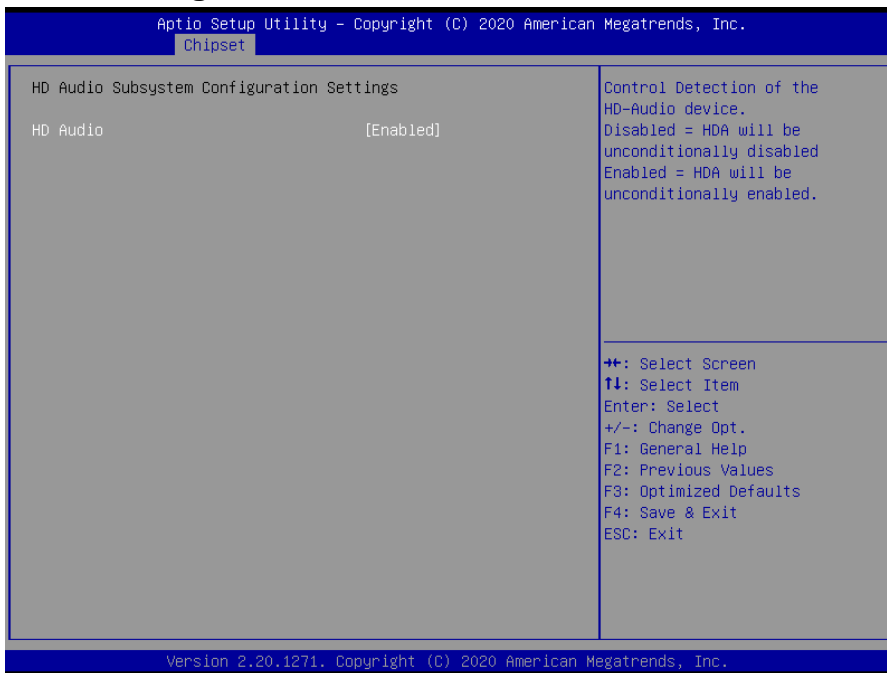 Aptio Setup Utility – Copyright (C) 2020 American Megatrends, Inc.
Chipset
HD Audio Subsystem Configuration Settings
HD Audio [Enabled]
Control Detection of the
HD-Audio device.
Disabled = HDA will be
unconditionally disabled
Enabled = HDA will be
unconditionally enabled.
→←: Select Screen
↑↓: Select Item
Enter: Select
+/-: Change Opt.
F1: General Help
F2: Previous Values
F3: Optimized Defaults
F4: Save & Exit
ESC: Exit
Version 2.20.1271. Copyright (C) 2020 American Megatrends, Inc.